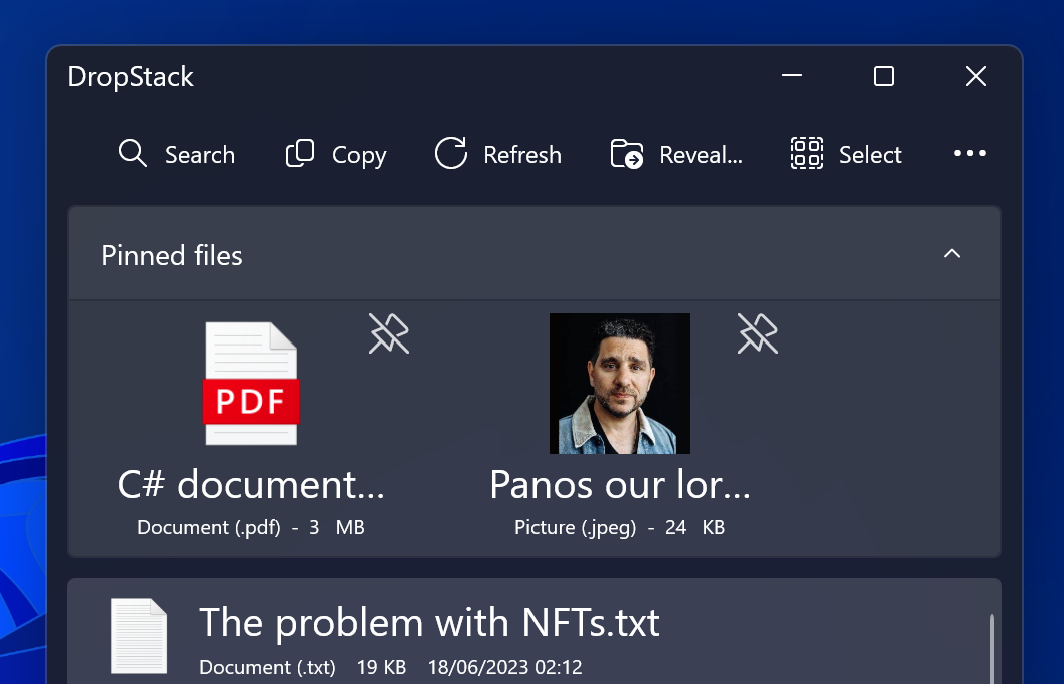 DropStack
Search Copy Refresh Reveal... Select
Pinned files
PDF
C# document... Panos our lor...
Document (.pdf) - 3 MB Picture (.jpeg) - 24 KB
The problem with NFTs.txt
Document (.txt) 19 KB 18/06/2023 02:12